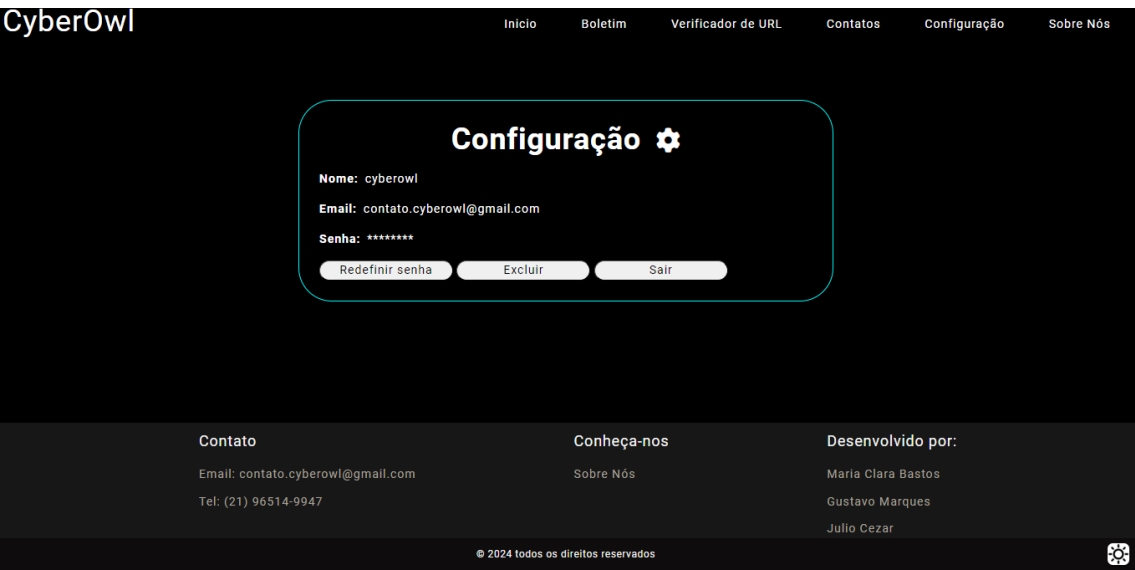 CyberOwl
Inicio Boletim Verificador de URL Contatos Configuração Sobre Nós
Configuração
Nome: cyberowl
Email: contato.cyberowl@gmail.com
Senha: ********
Redefinir senha Excluir Sair
Contato
Email: contato.cyberowl@gmail.com
Tel: (21) 96514-9947
Conheça-nos
Sobre Nós
Desenvolvido por:
Maria Clara Bastos
Gustavo Marques
Julio Cezar
© 2024 todos os direitos reservados